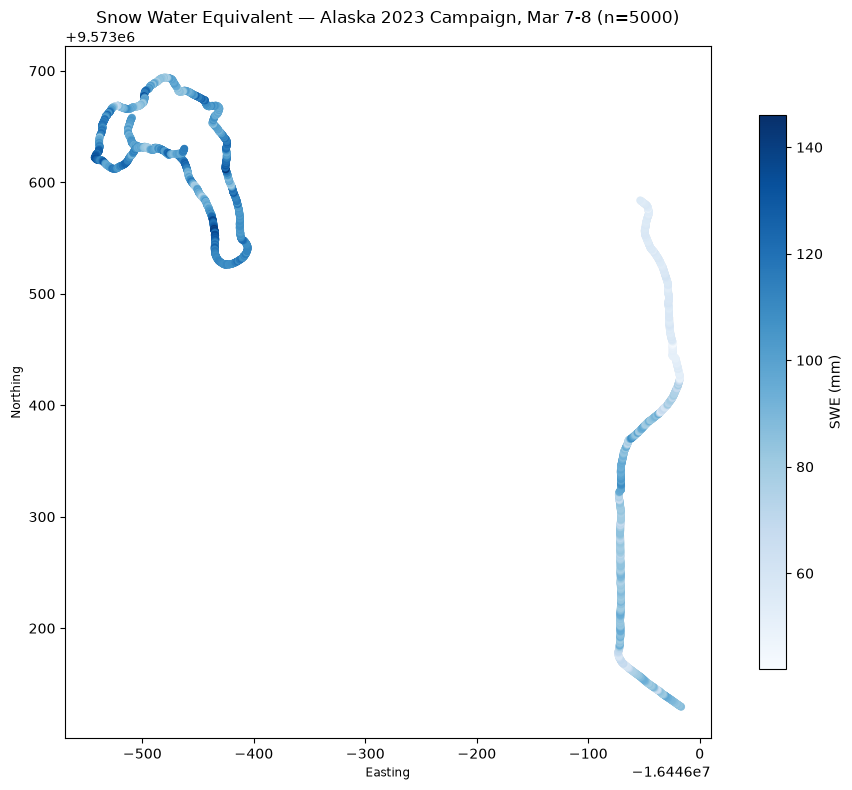 Snow Water Equivalent — Alaska 2023 Campaign, Mar 7-8 (n=5000)
+9.573e6
700
600
500
400
300
200
Northing
−500 −400 −300 −200 −100 0
Easting
−1.6446e7
140
120
100
80
60
SWE (mm)